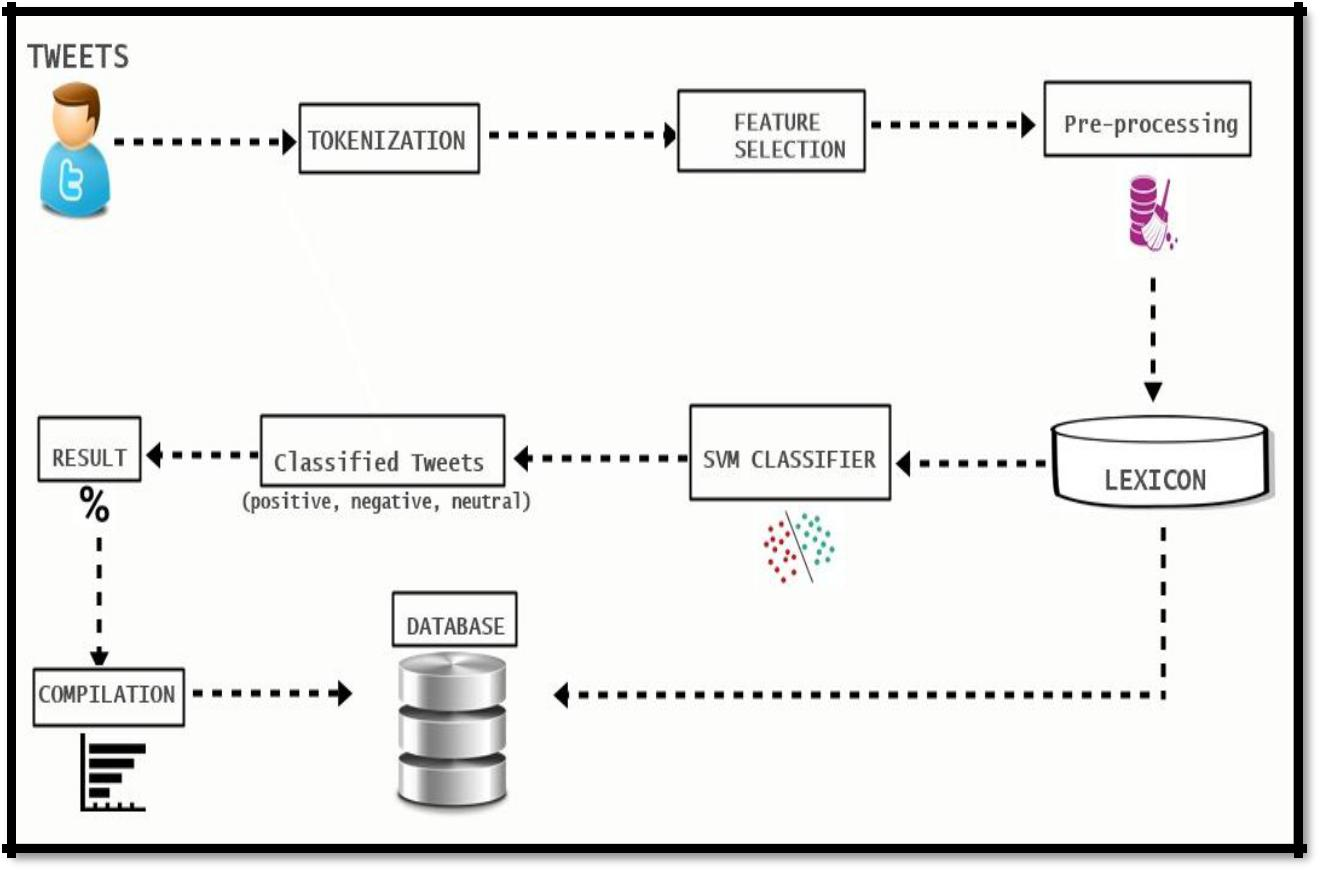 TWEETS
TOKENIZATION
FEATURE
SELECTION
Pre-processing
RESULT
%
Classified Tweets
(positive, negative, neutral)
SVM CLASSIFIER
LEXICON
DATABASE
COMPILATION